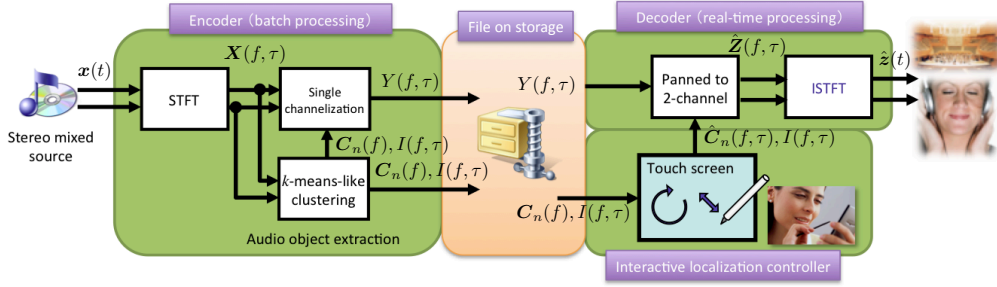 Encoder (batch processing)
File on storage
Decoder (real-time processing)
x(t)
X(f,τ)
STFT
Single
channelization
Y(f,τ)
Stereo mixed
source
C_n(f), I(f,τ)
C_n(f), I(f,τ)
k-means-like
clustering
Audio object extraction
Y(f,τ)
C_n(f), I(f,τ)
Panned to
2-channel
Ẑ(f,τ)
ISTFT
ẑ(t)
Ĉ_n(f,τ), I(f,τ)
Touch screen
Interactive localization controller